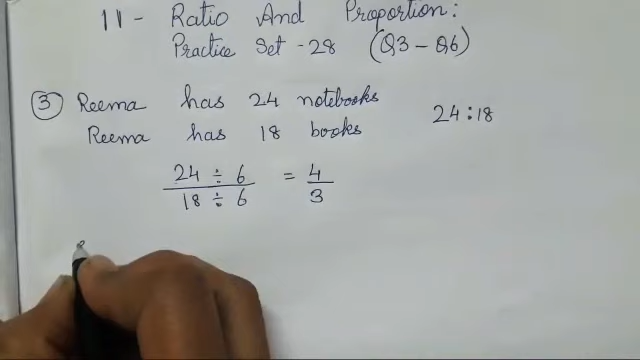 11 - Ratio And Proportion:
Practice Set - 28 (Q3 - Q6)
3 Reema has 24 notebooks
Reema has 18 books 24:18
24 ÷ 6 = 4
18 ÷ 6 3